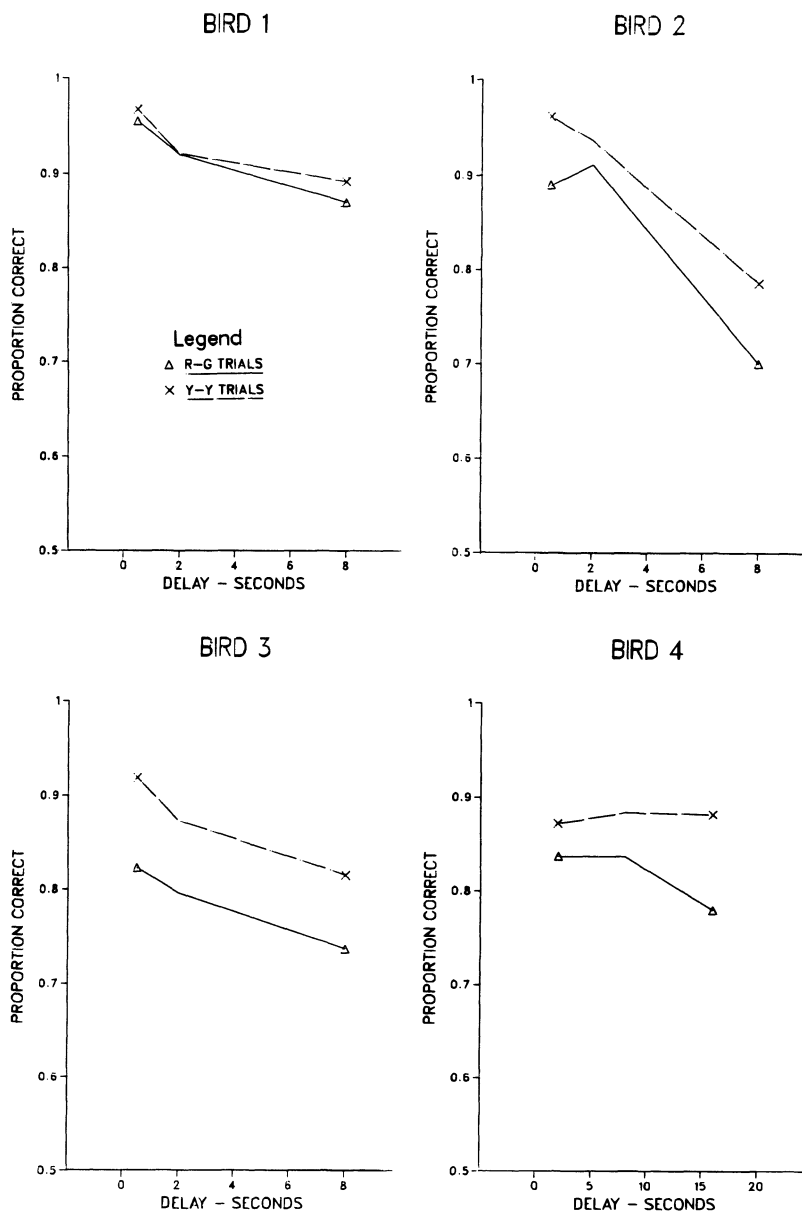 BIRD 1
1
0.9
0.8
0.7
0.6
0.5
PROPORTION CORRECT
Legend
△ R-G TRIALS
× Y-Y TRIALS
0 2 4 6 8
DELAY - SECONDS
BIRD 2
1
0.9
0.8
0.7
0.6
0.5
PROPORTION CORRECT
0 2 4 6 8
DELAY - SECONDS
BIRD 3
1
0.9
0.8
0.7
0.6
0.5
PROPORTION CORRECT
0 2 4 6 8
DELAY - SECONDS
BIRD 4
1
0.9
0.8
0.7
0.6
0.5
PROPORTION CORRECT
0 5 10 15 20
DELAY - SECONDS